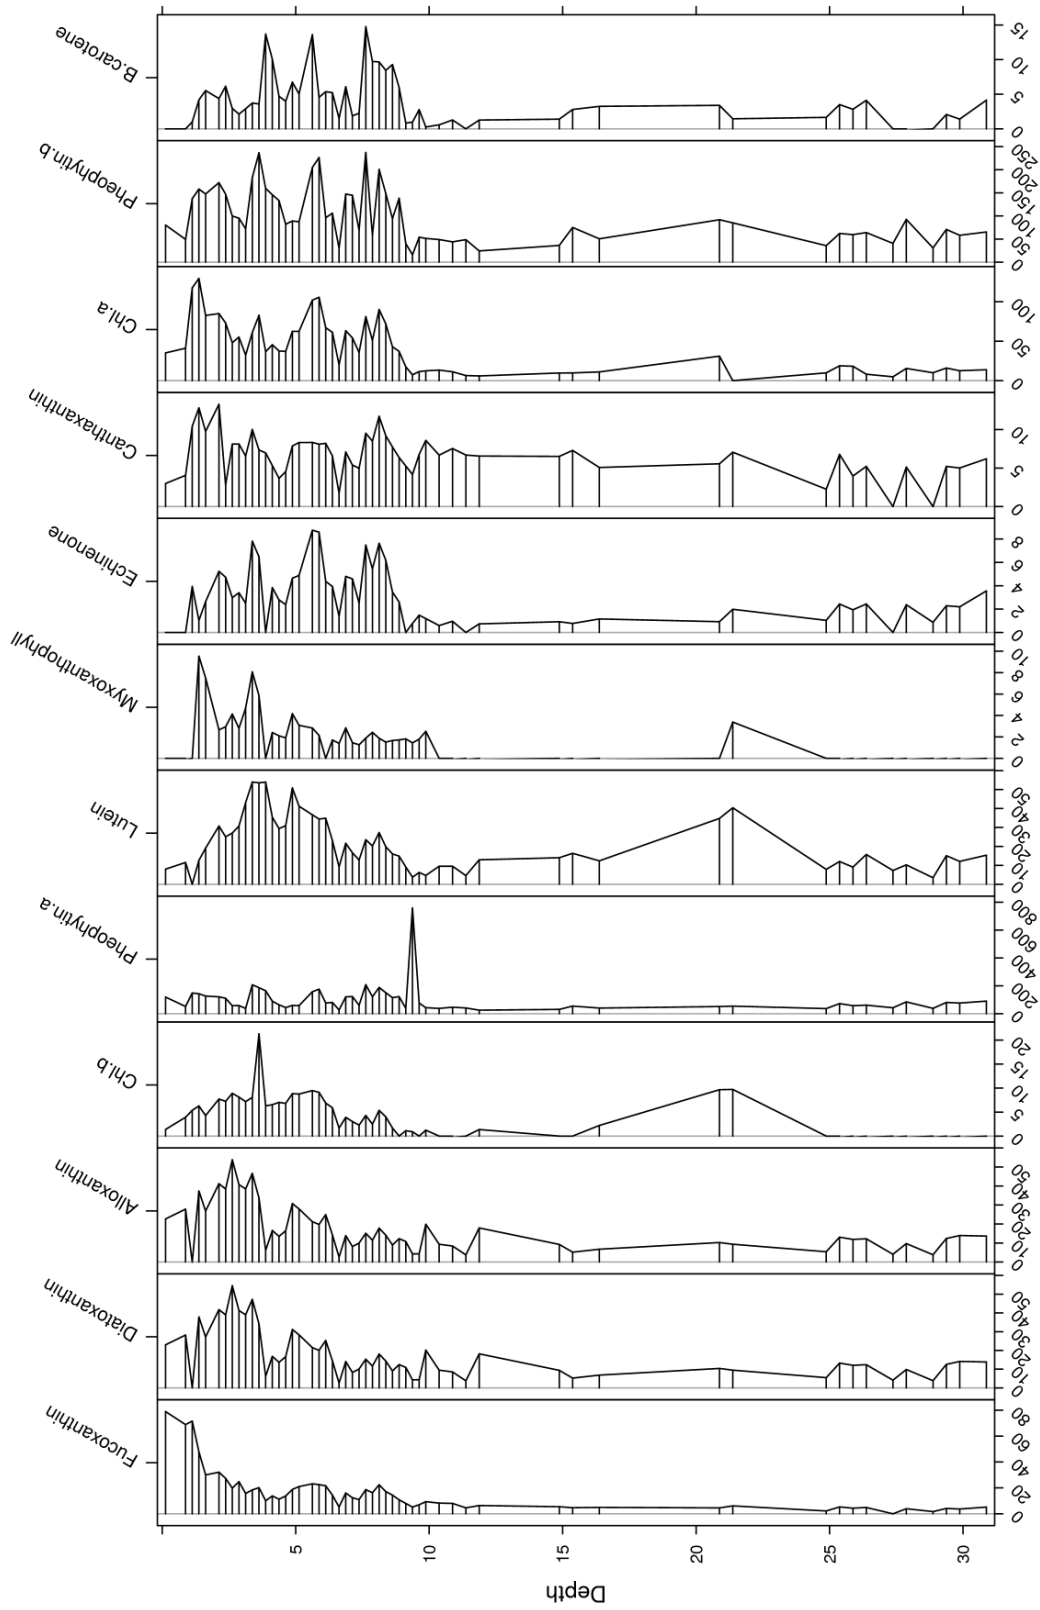 B.carotene
0 5 10 15
Pheophytin.b
0 50 100 150 200 250
Chl.a
0 50 100
Canthaxanthin
0 5 10
Echinenone
0 2 4 6 8
Myxoxanthophyll
0 2 4 6 8 10
Lutein
0 10 20 30 40 50
Pheophytin.a
0 200 400 600 800
Chl.b
0 5 10 15 20
Alloxanthin
0 10 20 30 40 50
Diatoxanthin
0 10 20 30 40 50
Fucoxanthin
0 20 40 60 80
5 10 15 20 25 30
Depth